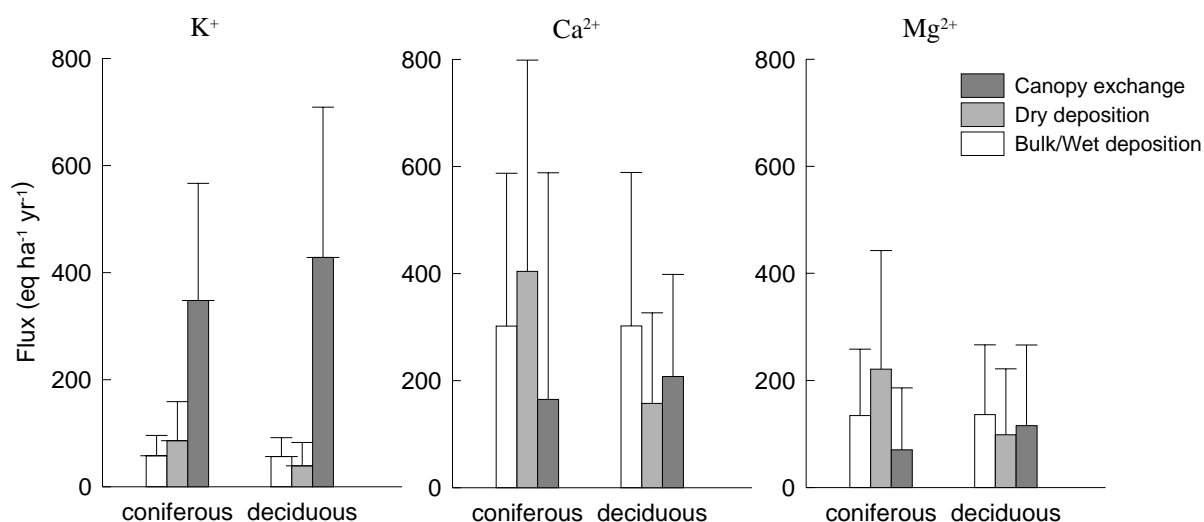 K⁺ Ca²⁺ Mg²⁺
Flux (eq ha⁻¹ yr⁻¹)
800
600
400
200
0
coniferous deciduous
800
600
400
200
0
coniferous deciduous
800
600
400
200
0
coniferous deciduous
Canopy exchange
Dry deposition
Bulk/Wet deposition